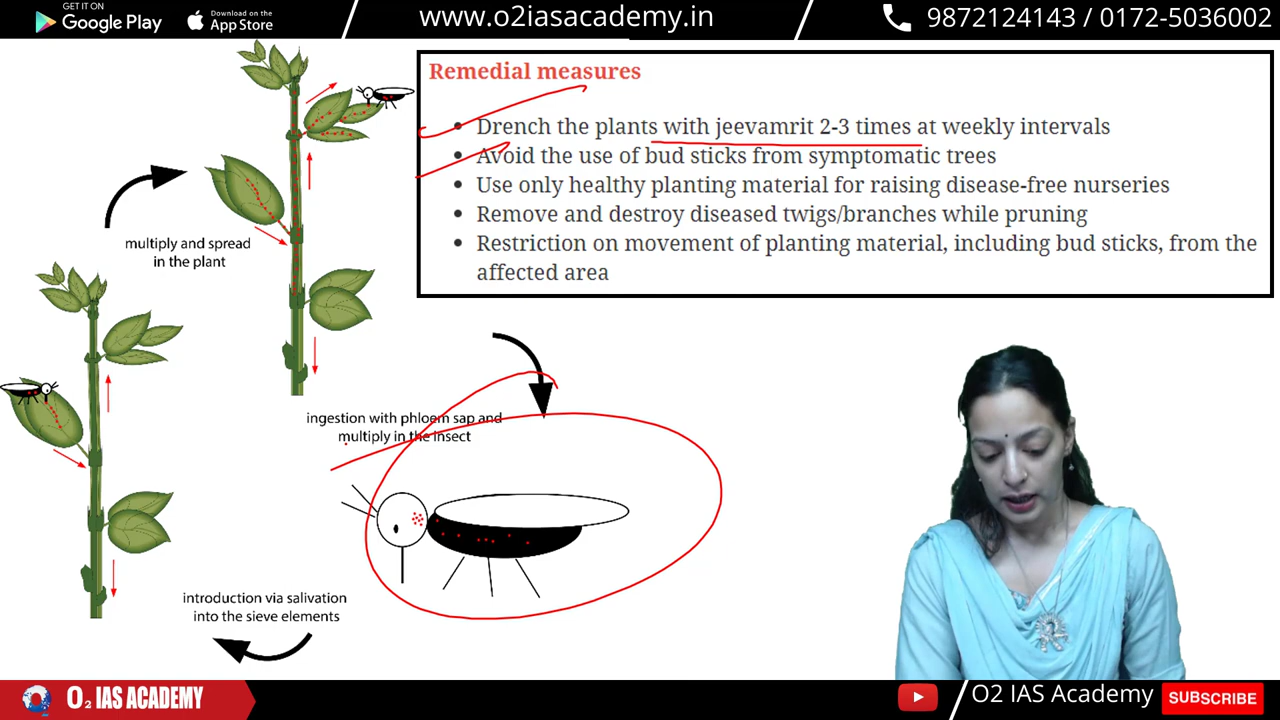 GET IT ON
Google Play
Download on the
App Store
www.o2iasacademy.in
9872124143 / 0172-5036002
Remedial measures
• Drench the plants with jeevamrit 2-3 times at weekly intervals
• Avoid the use of bud sticks from symptomatic trees
• Use only healthy planting material for raising disease-free nurseries
• Remove and destroy diseased twigs/branches while pruning
• Restriction on movement of planting material, including bud sticks, from the
affected area
multiply and spread
in the plant
ingestion with phloem sap and
multiply in the insect
introduction via salivation
into the sieve elements
O₂ IAS ACADEMY
O2 IAS Academy
SUBSCRIBE